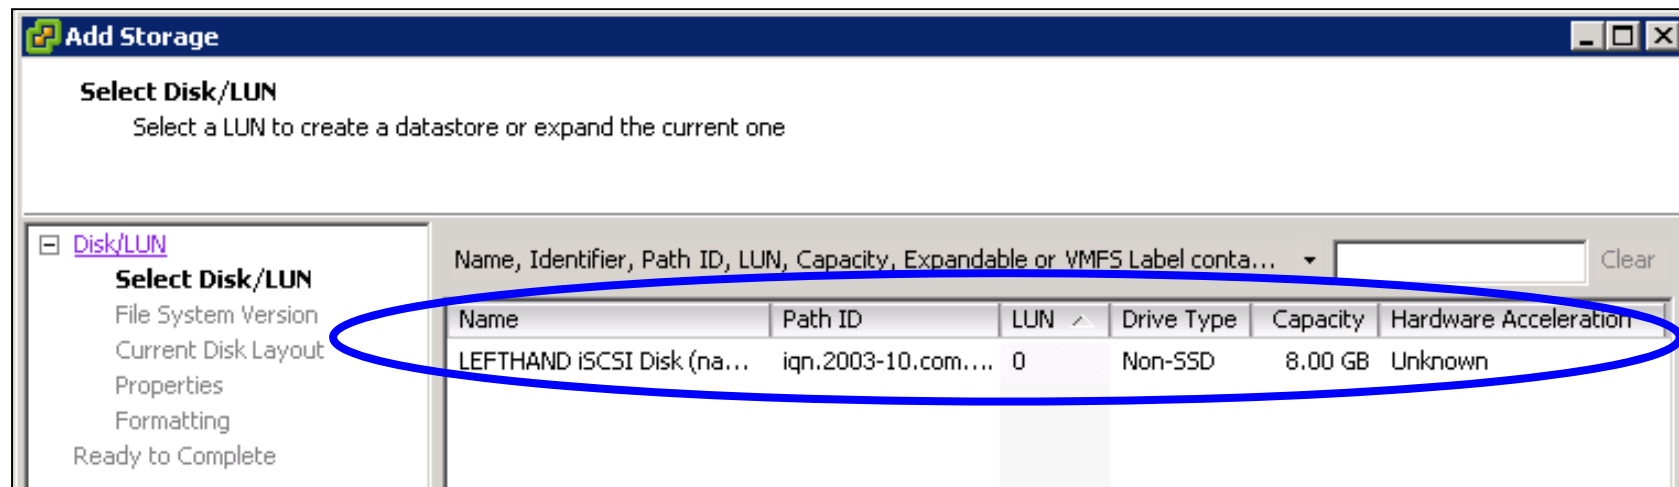 Add Storage
Select Disk/LUN
Select a LUN to create a datastore or expand the current one
Disk/LUN
Select Disk/LUN
File System Version
Current Disk Layout
Properties
Formatting
Ready to Complete
Name, Identifier, Path ID, LUN, Capacity, Expandable or VMFS Label conta... Clear
Name Path ID LUN Drive Type Capacity Hardware Acceleration
LEFTHAND iSCSI Disk (na... iqn.2003-10.com.... 0 Non-SSD 8.00 GB Unknown